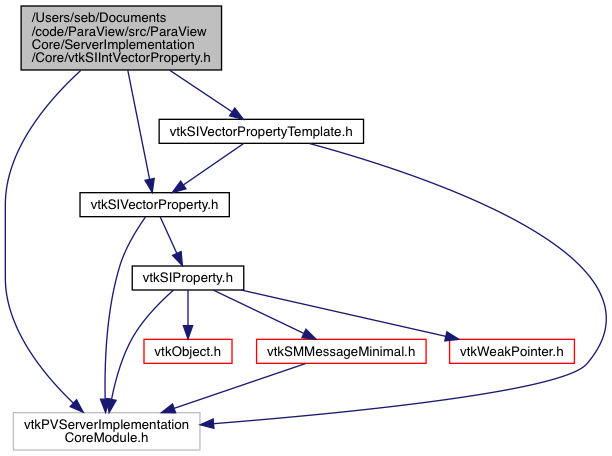 /Users/seb/Documents
/code/ParaView/src/ParaView
Core/ServerImplementation
/Core/vtkSIIntVectorProperty.h
vtkSIVectorPropertyTemplate.h
vtkSIVectorProperty.h
vtkSIProperty.h
vtkObject.h
vtkSMMessageMinimal.h
vtkWeakPointer.h
vtkPVServerImplementation
CoreModule.h